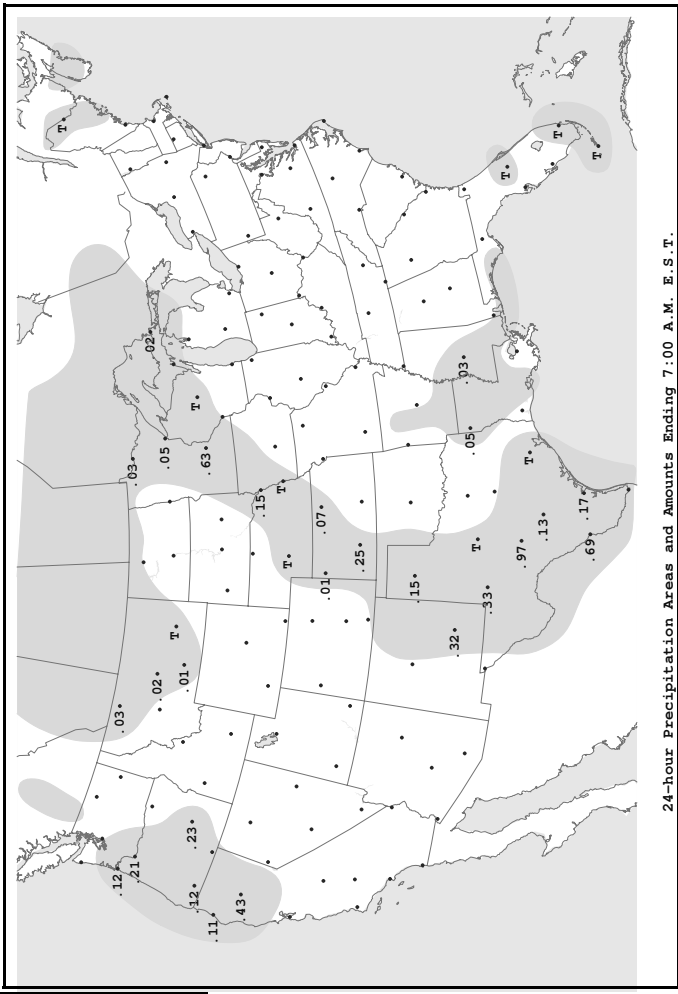 T
.12 .03
.03
.21
.02
.02
.05
T
.01
.23
.12
T
.63
.11
.43
.15
T
T
.07
.01
.25
.15
.32
.03
.05
T
.33
T
.97
T
.13
T
.17
.69
T
24-hour Precipitation Areas and Amounts Ending 7:00 A.M. E.S.T.